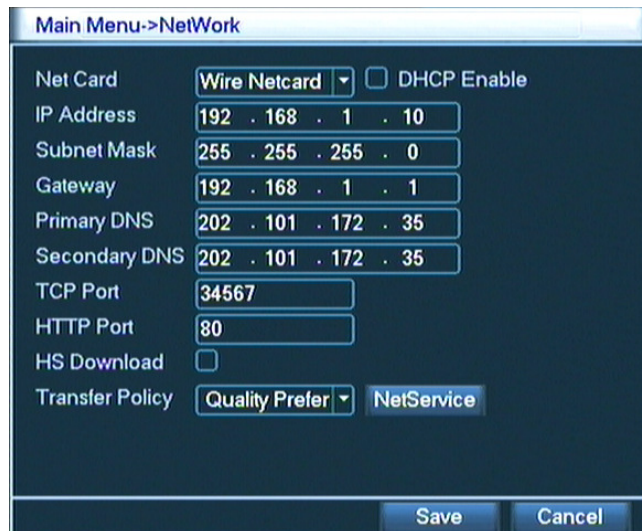 Main Menu->NetWork
Net Card Wire Netcard DHCP Enable
IP Address 192 . 168 . 1 . 10
Subnet Mask 255 . 255 . 255 . 0
Gateway 192 . 168 . 1 . 1
Primary DNS 202 . 101 . 172 . 35
Secondary DNS 202 . 101 . 172 . 35
TCP Port 34567
HTTP Port 80
HS Download
Transfer Policy Quality Prefer NetService
Save Cancel